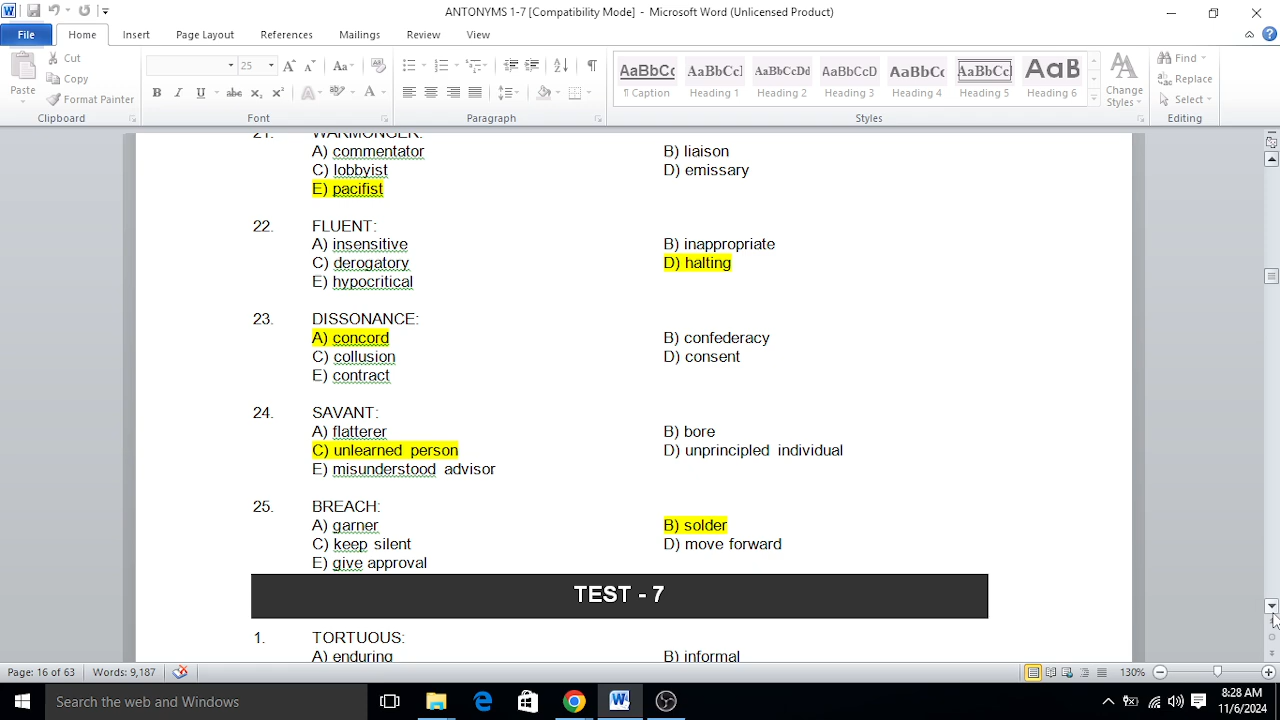 ANTONYMS 1-7 [Compatibility Mode] - Microsoft Word (Unlicensed Product)
File Home Insert Page Layout References Mailings Review View
Paste
Cut
Copy
Format Painter
Clipboard
25
Font
Paragraph
AaBbCc AaBbCcI AaBbCcDd AaBbCcD AaBbCc AaBbCc AaB
¶ Caption Heading 1 Heading 2 Heading 3 Heading 4 Heading 5 Heading 6
Change Styles
Styles
Find
Replace
Select
Editing
21. WARMONGER:
A) commentator B) liaison
C) lobbyist D) emissary
E) pacifist
22. FLUENT:
A) insensitive B) inappropriate
C) derogatory D) halting
E) hypocritical
23. DISSONANCE:
A) concord B) confederacy
C) collusion D) consent
E) contract
24. SAVANT:
A) flatterer B) bore
C) unlearned person D) unprincipled individual
E) misunderstood advisor
25. BREACH:
A) garner B) solder
C) keep silent D) move forward
E) give approval
TEST - 7
1. TORTUOUS:
A) enduring B) informal
Page: 16 of 63 Words: 9,187 130%
Search the web and Windows
8:28 AM
11/6/2024